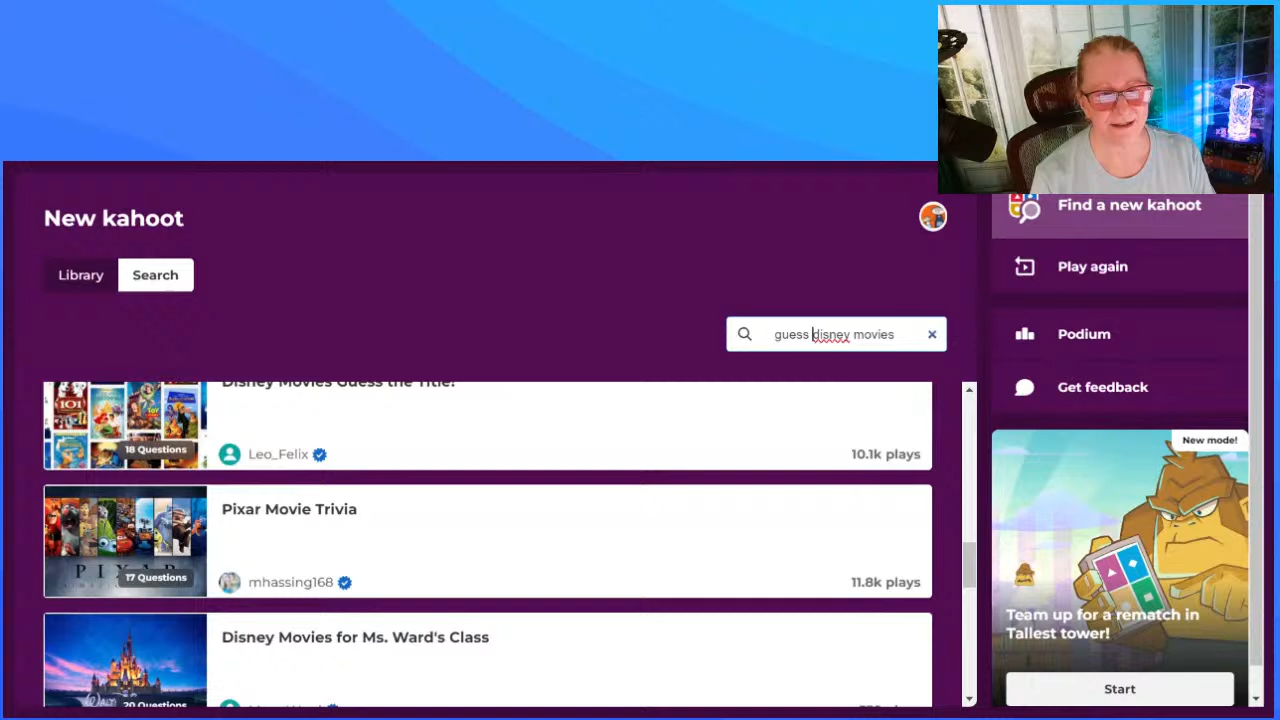 New kahoot
Find a new kahoot
Library
Search
Play again
guess disney movies
Podium
Disney Movies Guess the Title!
101
18 Questions
Leo_Felix
10.1k plays
Get feedback
New mode!
Pixar Movie Trivia
PIXAR
17 Questions
mhassing168
11.8k plays
Team up for a rematch in
Tallest tower!
Disney Movies for Ms. Ward's Class
20 Questions
Start